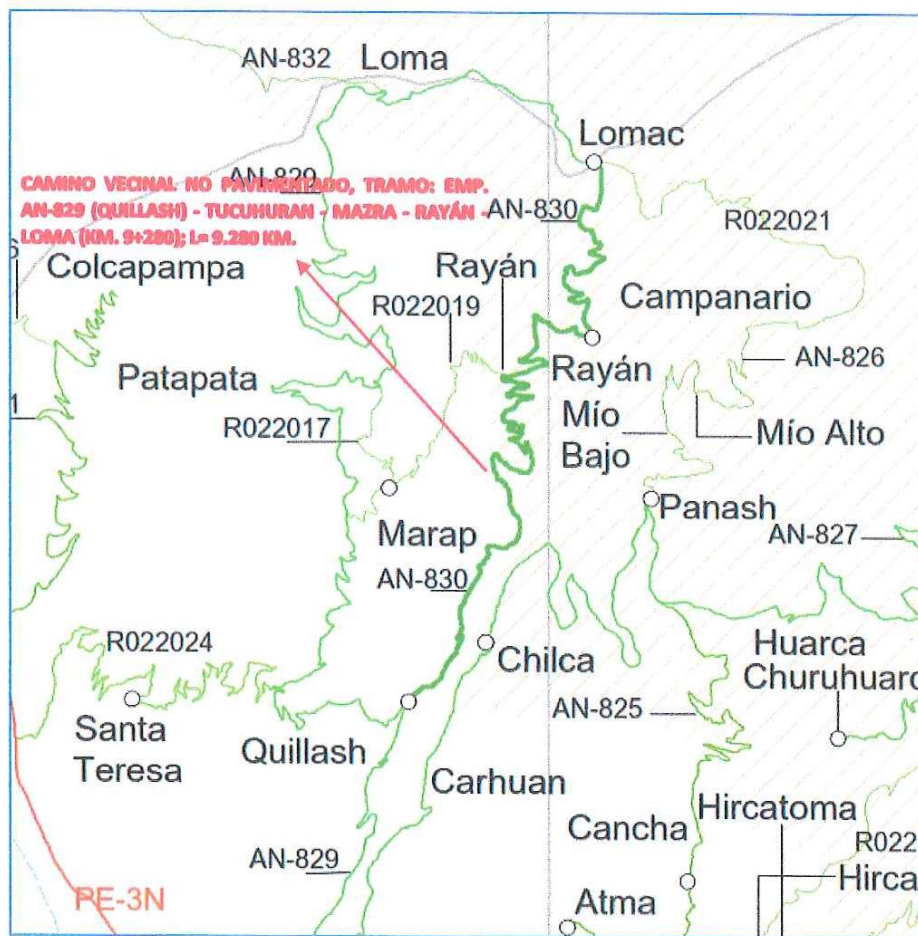 AN-832
Loma
Lomac
AN-829
CAMINO VECINAL NO PAVIMENTADO, TRAMO: EMP.
AN-829 (QUILLASH) - TUCUHURAN - MAZRA - RAYÁN -
LOMA (KM. 9+280); L= 9.280 KM.
AN-830
R022021
Colcapampa
Rayán
R022019
Campanario
AN-826
Patapata
Rayán
R022017
Mío
Bajo
Mío Alto
Panash
Marap
AN-827
AN-830
R022024
Chilca
Huarca
Churuhuarc
Santa
Teresa
AN-825
Quillash
Carhuan
Hircatoma
Cancha
R022
AN-829
Hirca
PE-3N
Atma